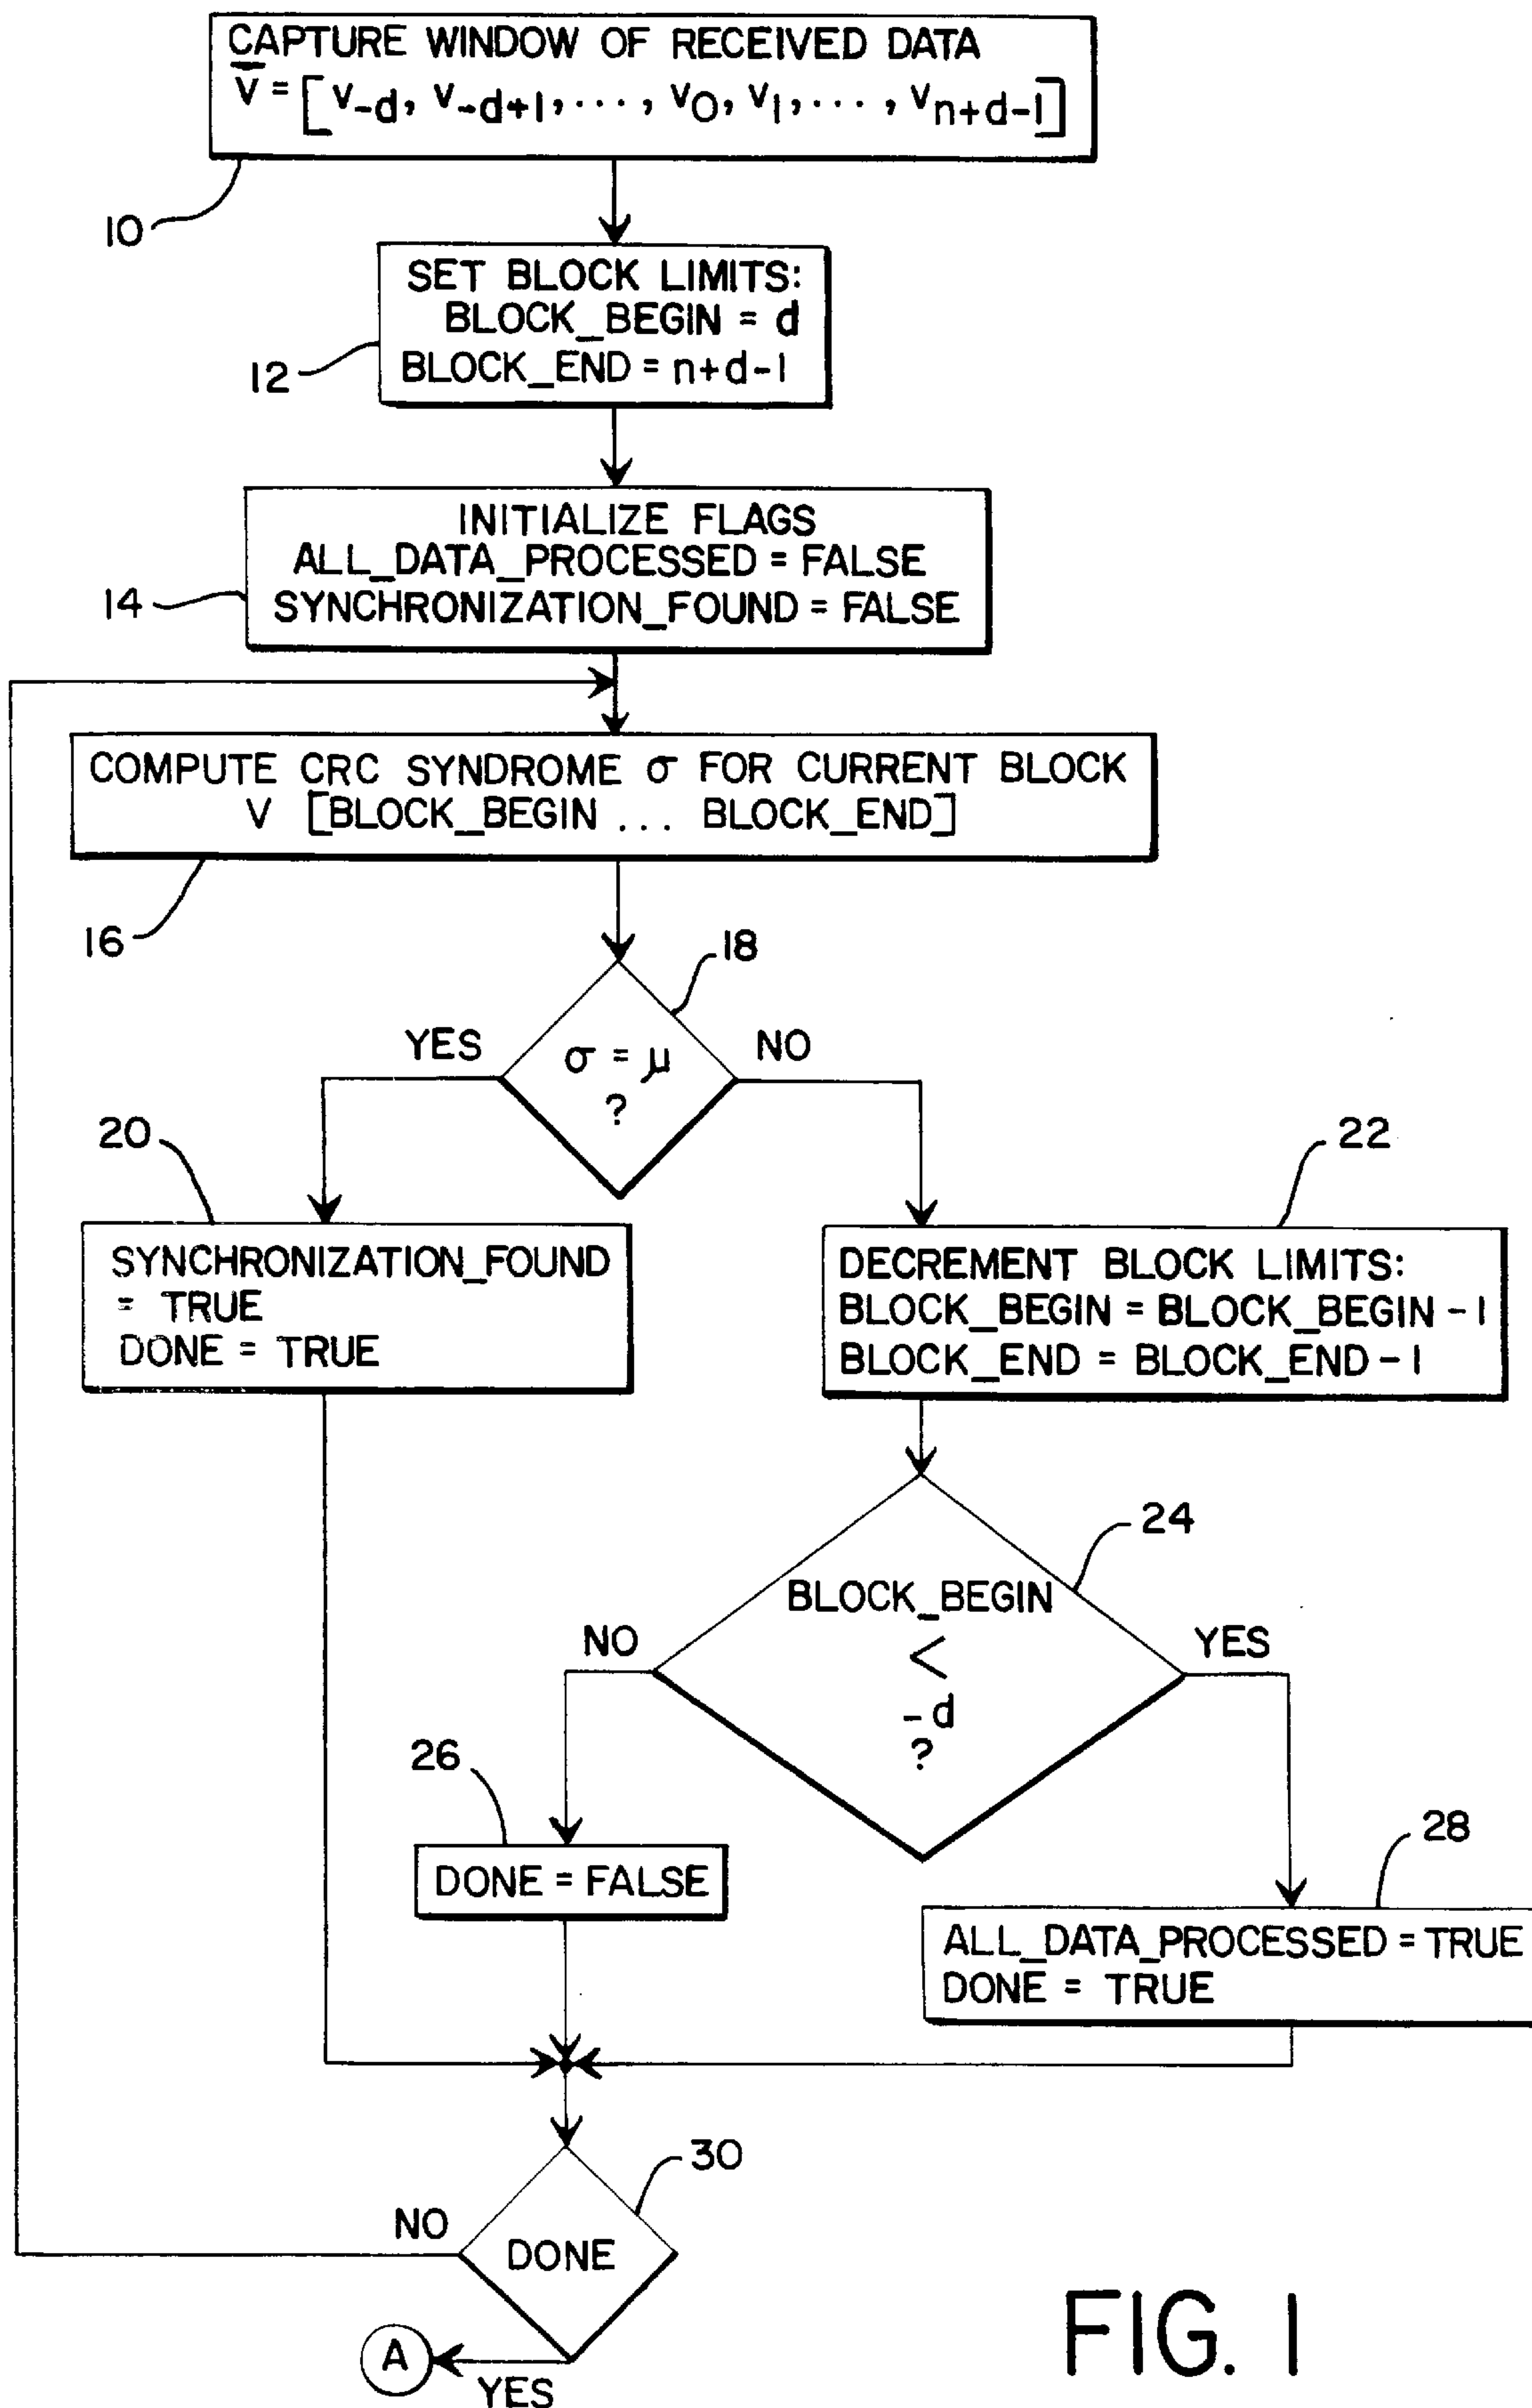 CAPTURE WINDOW OF RECEIVED DATA
V̅ = [V-d, V-d+1, ..., V0, V1, ..., Vn+d-1]
10
SET BLOCK LIMITS:
BLOCK_BEGIN = d
BLOCK_END = n+d-1
12
INITIALIZE FLAGS
ALL_DATA_PROCESSED = FALSE
SYNCHRONIZATION_FOUND = FALSE
14
COMPUTE CRC SYNDROME σ FOR CURRENT BLOCK
V [BLOCK_BEGIN ... BLOCK_END]
16
18
YES
σ = μ
?
NO
20
SYNCHRONIZATION_FOUND
= TRUE
DONE = TRUE
22
DECREMENT BLOCK LIMITS:
BLOCK_BEGIN = BLOCK_BEGIN - 1
BLOCK_END = BLOCK_END - 1
24
BLOCK_BEGIN
<
-d
?
NO
YES
26
DONE = FALSE
28
ALL_DATA_PROCESSED = TRUE
DONE = TRUE
30
NO
DONE
A
YES
FIG. 1